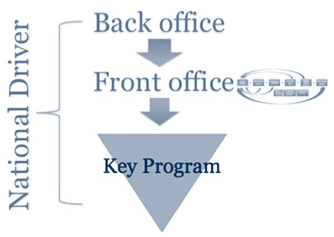 National Driver
Back office
Front office
Key Program